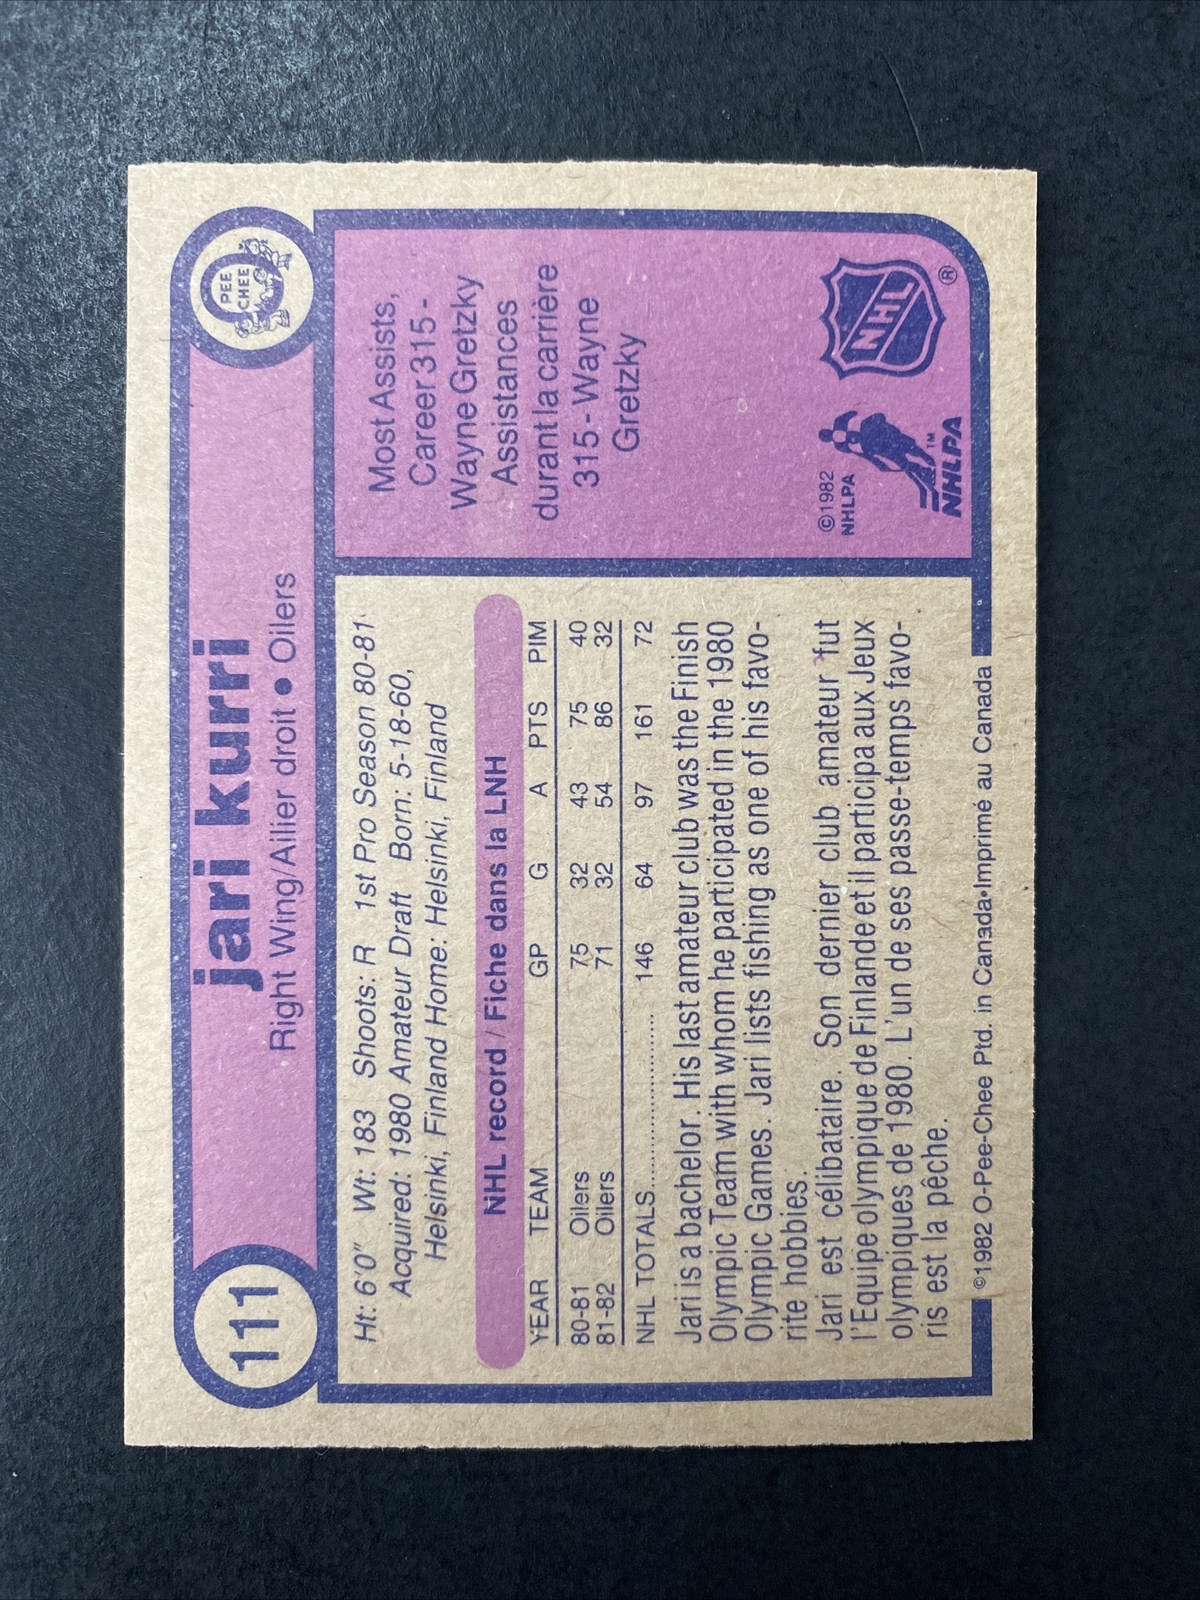 111
jari kurri
Right Wing/Ailier droit • Oilers
PEE
CHEE
Ht: 6'0" Wt: 183 Shoots: R 1st Pro Season 80-81
Acquired: 1980 Amateur Draft Born: 5-18-60,
Helsinki, Finland Home: Helsinki, Finland
NHL record / Fiche dans la LNH
YEAR TEAM GP G A PTS PIM
80-81 Oilers 75 32 43 75 40
81-82 Oilers 71 32 54 86 32
NHL TOTALS.................... 146 64 97 161 72
Jari is a bachelor. His last amateur club was the Finish
Olympic Team with whom he participated in the 1980
Olympic Games. Jari lists fishing as one of his favo-
rite hobbies.
Jari est célibataire. Son dernier club amateur fut
l'Equipe olympique de Finlande et il participa aux Jeux
olympiques de 1980. L'un de ses passe-temps favo-
ris est la pêche.
©1982 O-Pee-Chee Ptd. in Canada•Imprimé au Canada
Most Assists,
Career 315 -
Wayne Gretzky
Assistances
durant la carrière
315 - Wayne
Gretzky
©1982
NHLPA
NHLPA™
NHL
®